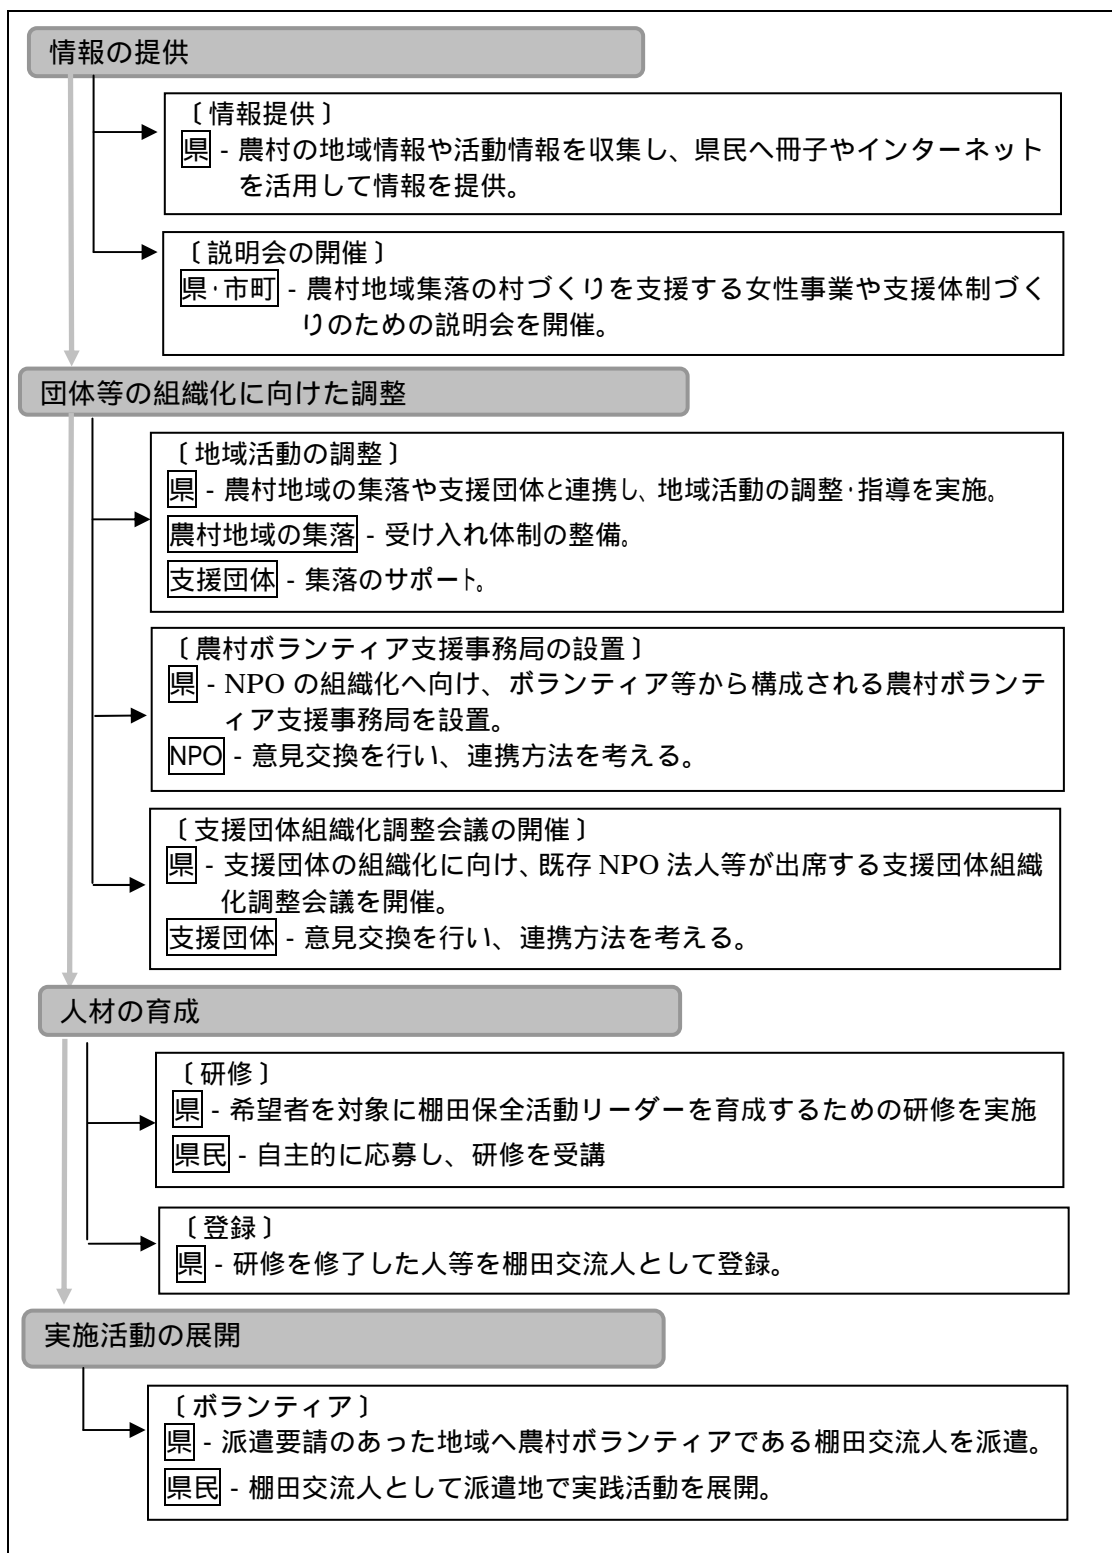 情報の提供
〔情報提供〕
県 - 農村の地域情報や活動情報を収集し、県民へ冊子やインターネット
を活用して情報を提供。
〔説明会の開催〕
県・市町 - 農村地域集落の村づくりを支援する女性事業や支援体制づく
りのための説明会を開催。
団体等の組織化に向けた調整
〔地域活動の調整〕
県 - 農村地域の集落や支援団体と連携し、地域活動の調整・指導を実施。
農村地域の集落 - 受け入れ体制の整備。
支援団体 - 集落のサポート。
〔農村ボランティア支援事務局の設置〕
県 - NPO の組織化へ向け、ボランティア等から構成される農村ボランテ
ィア支援事務局を設置。
NPO - 意見交換を行い、連携方法を考える。
〔支援団体組織化調整会議の開催〕
県 - 支援団体の組織化に向け、既存 NPO 法人等が出席する支援団体組織
化調整会議を開催。
支援団体 - 意見交換を行い、連携方法を考える。
人材の育成
〔研修〕
県 - 希望者を対象に棚田保全活動リーダーを育成するための研修を実施
県民 - 自主的に応募し、研修を受講
〔登録〕
県 - 研修を修了した人等を棚田交流人として登録。
実施活動の展開
〔ボランティア〕
県 - 派遣要請のあった地域へ農村ボランティアである棚田交流人を派遣。
県民 - 棚田交流人として派遣地で実践活動を展開。